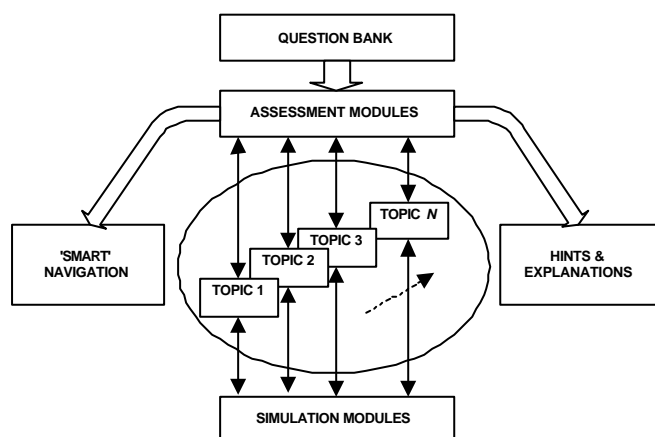 QUESTION BANK
ASSESSMENT MODULES
TOPIC N
TOPIC 3
TOPIC 2
TOPIC 1
'SMART'
NAVIGATION
HINTS &
EXPLANATIONS
SIMULATION MODULES